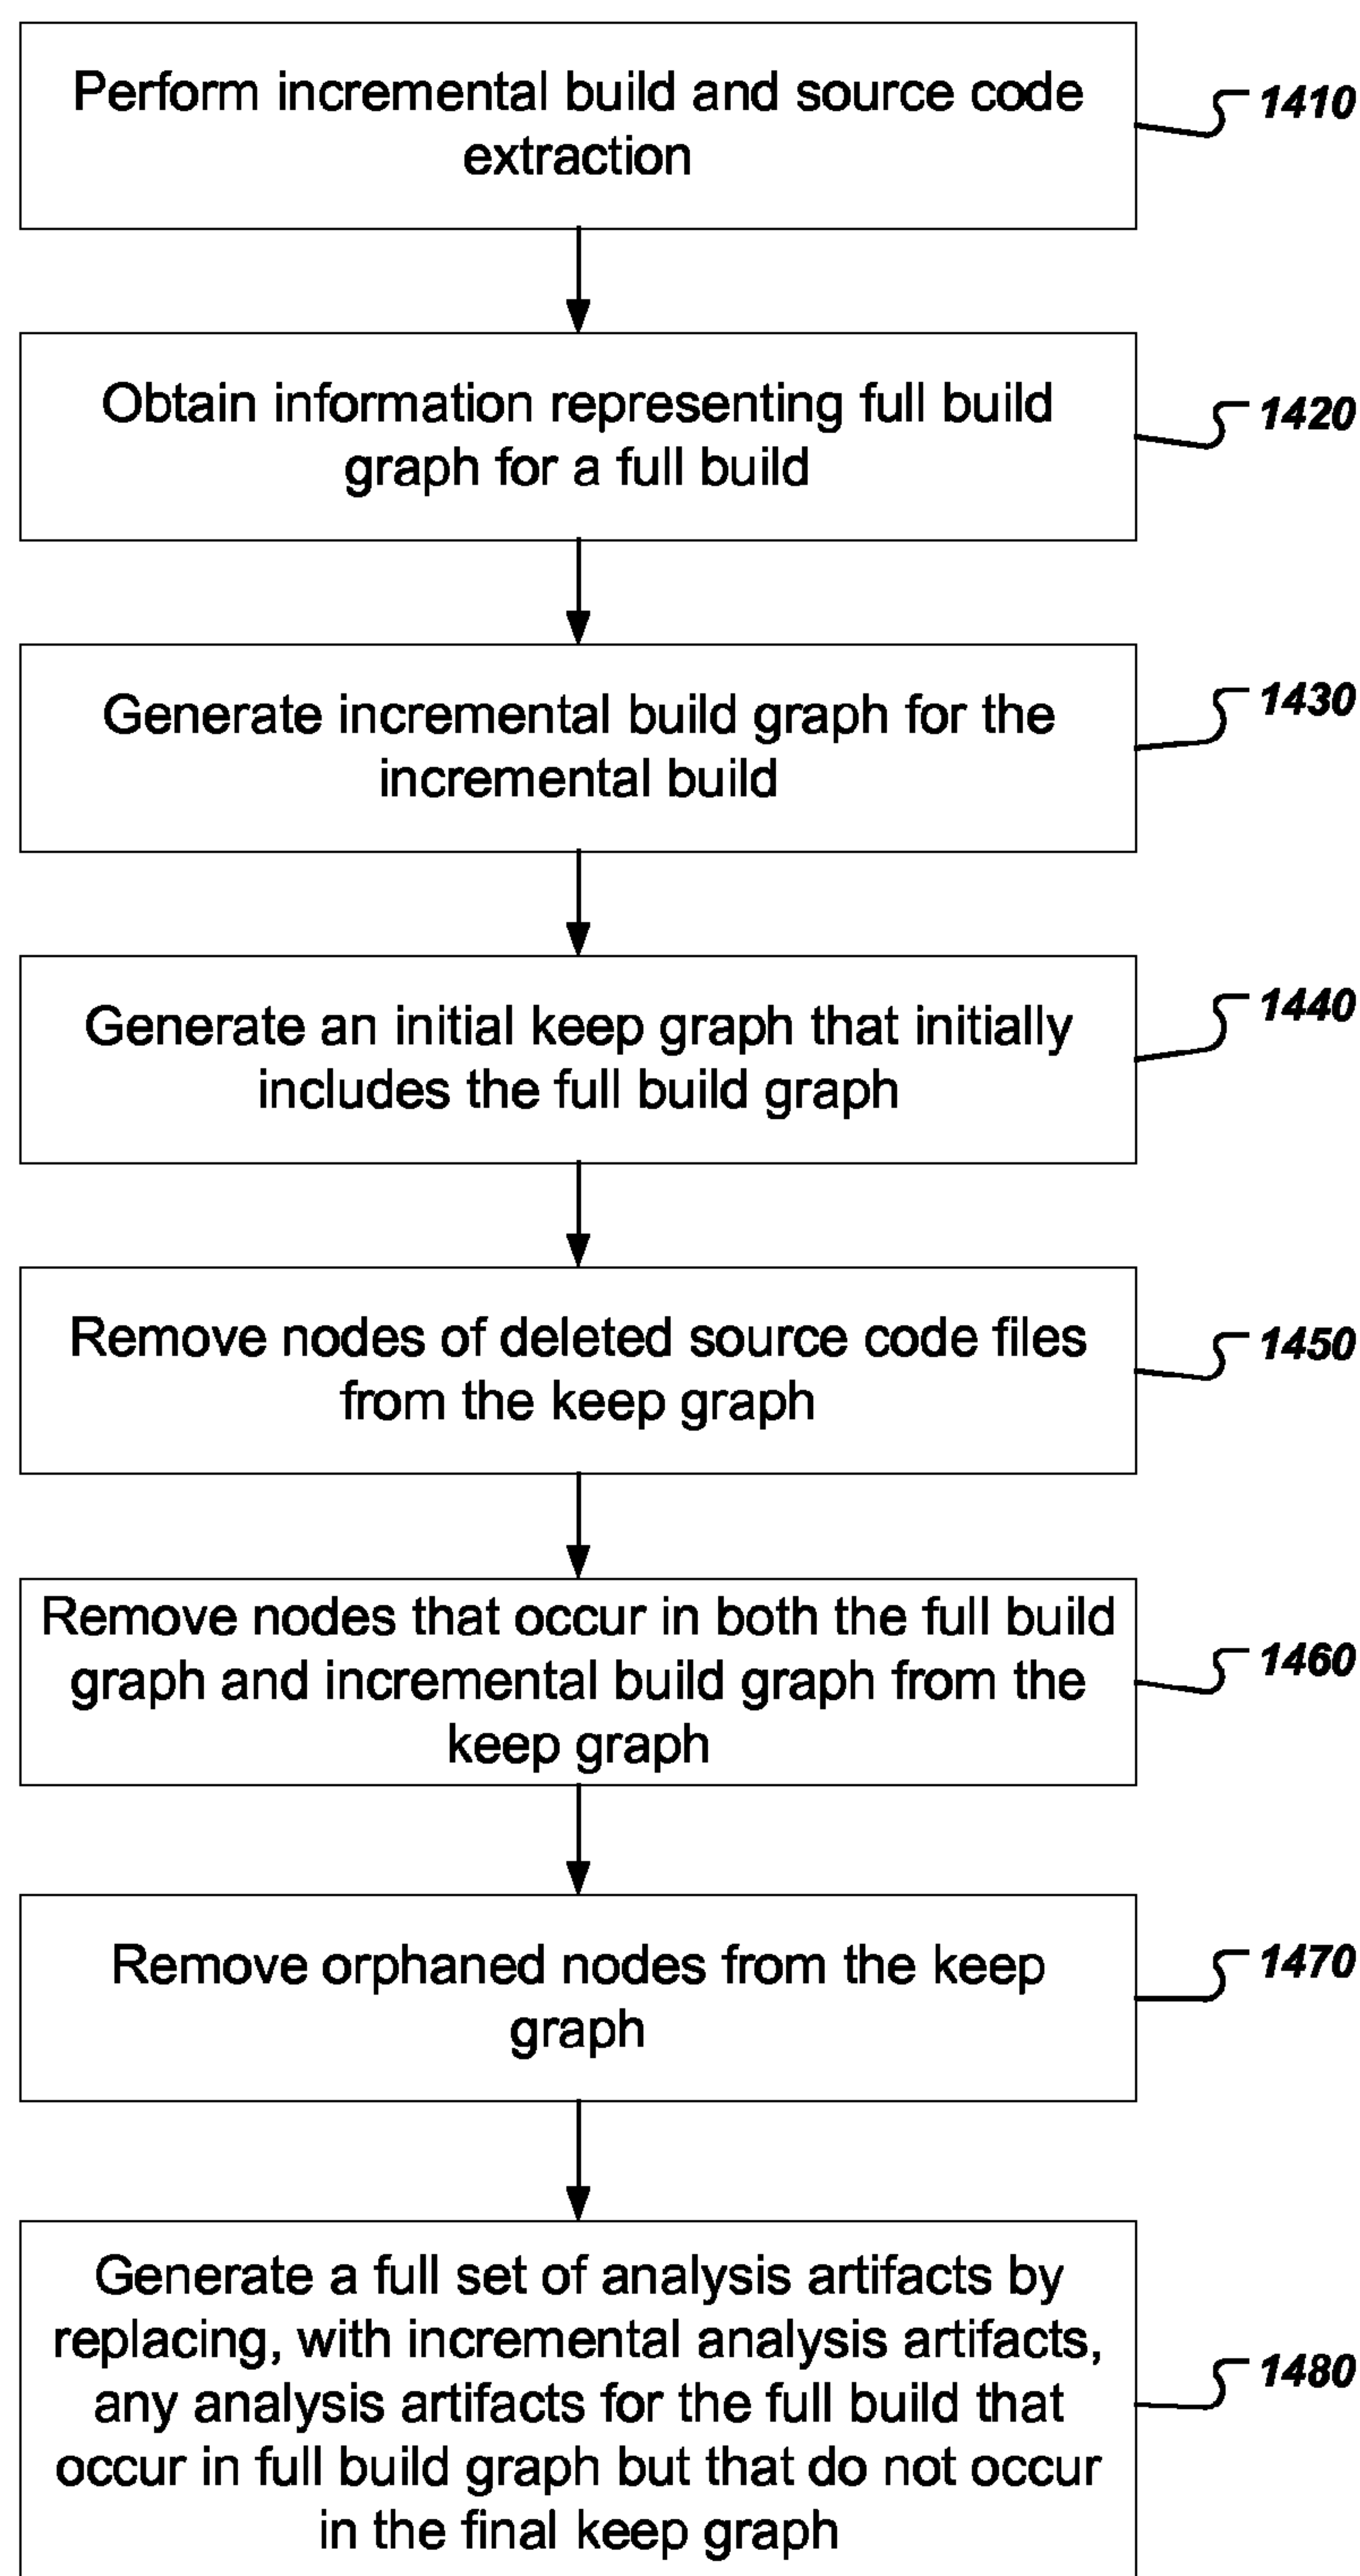 Perform incremental build and source code
extraction
1410
Obtain information representing full build
graph for a full build
1420
Generate incremental build graph for the
incremental build
1430
Generate an initial keep graph that initially
includes the full build graph
1440
Remove nodes of deleted source code files
from the keep graph
1450
Remove nodes that occur in both the full build
graph and incremental build graph from the
keep graph
1460
Remove orphaned nodes from the keep
graph
1470
Generate a full set of analysis artifacts by
replacing, with incremental analysis artifacts,
any analysis artifacts for the full build that
occur in full build graph but that do not occur
in the final keep graph
1480